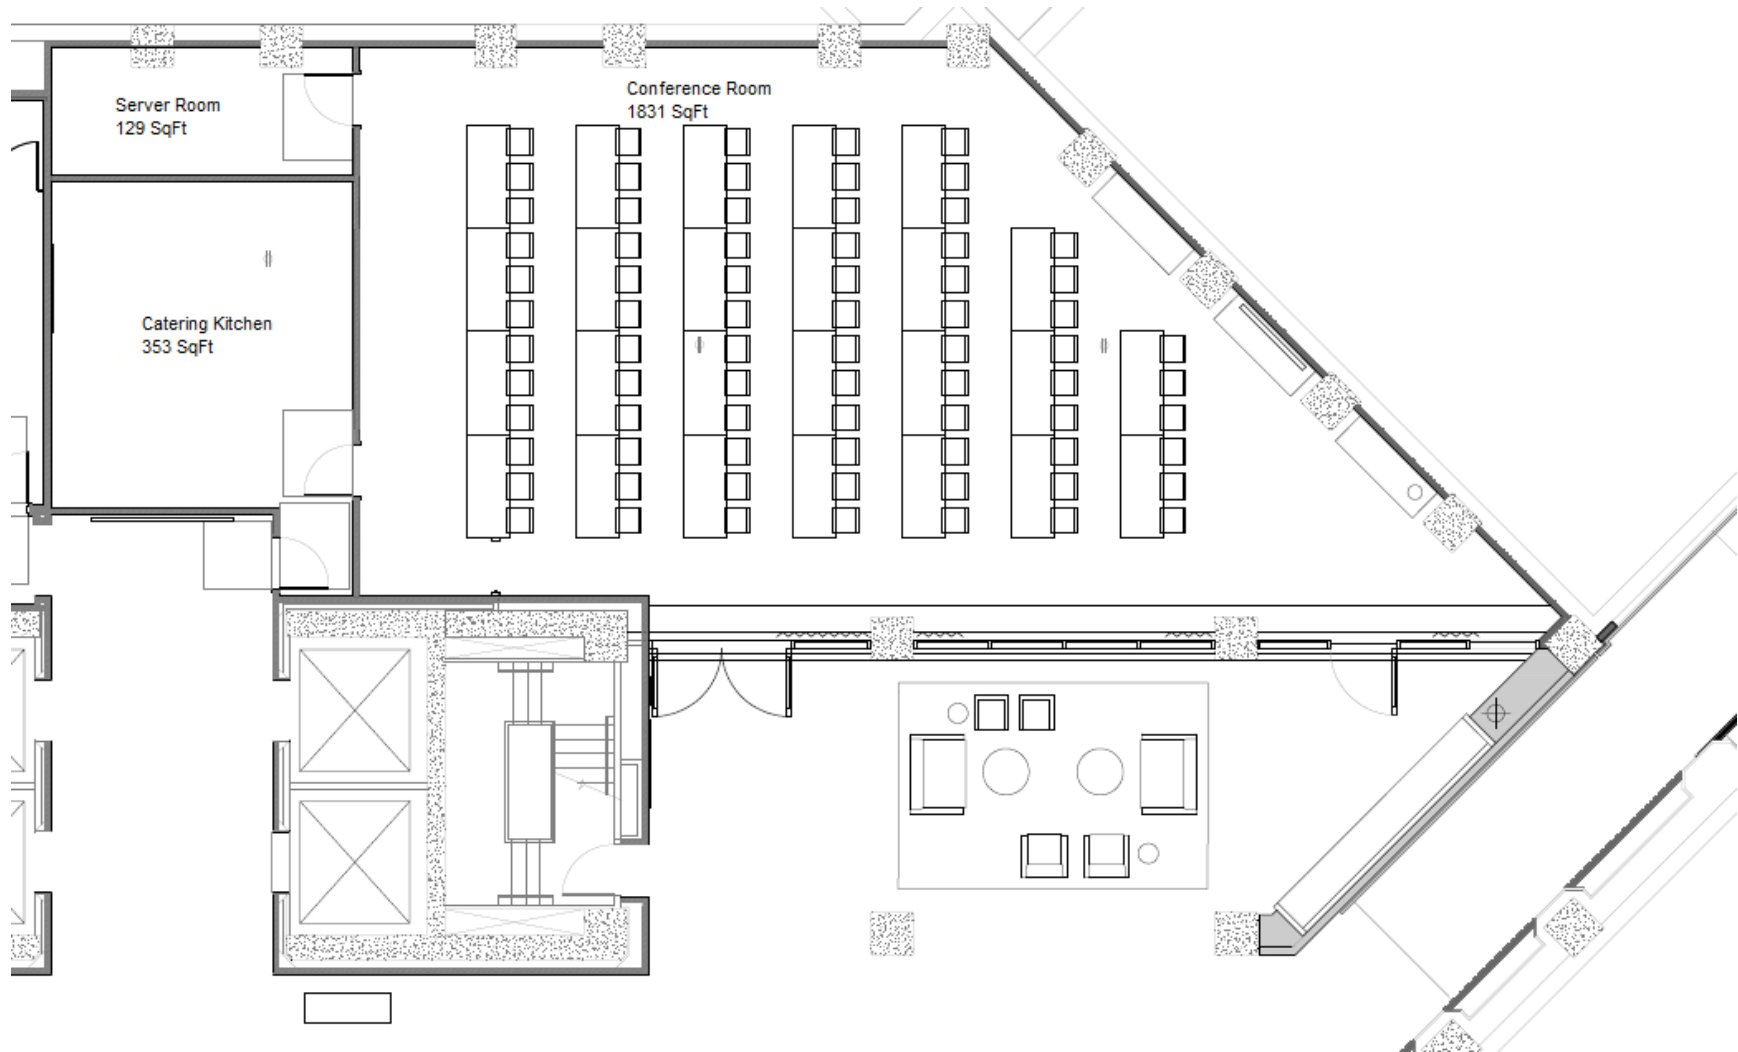 Server Room
129 SqFt
Conference Room
1831 SqFt
Catering Kitchen
353 SqFt